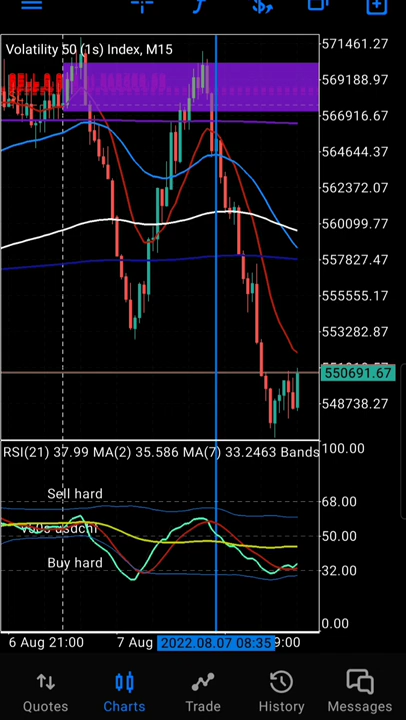 Volatility 50 (1s) Index, M15
571461.27
569188.97
566916.67
564644.37
562372.07
560099.77
557827.47
555555.17
553282.87
550691.67
548738.27
RSI(21) 37.99 MA(2) 35.586 MA(7) 33.2463 Bands
100.00
Sell hard
68.00
50.00
Buy hard
32.00
0.00
6 Aug 21:00
7 Aug
2022.08.07 08:35
9:00
Quotes
Charts
Trade
History
Messages